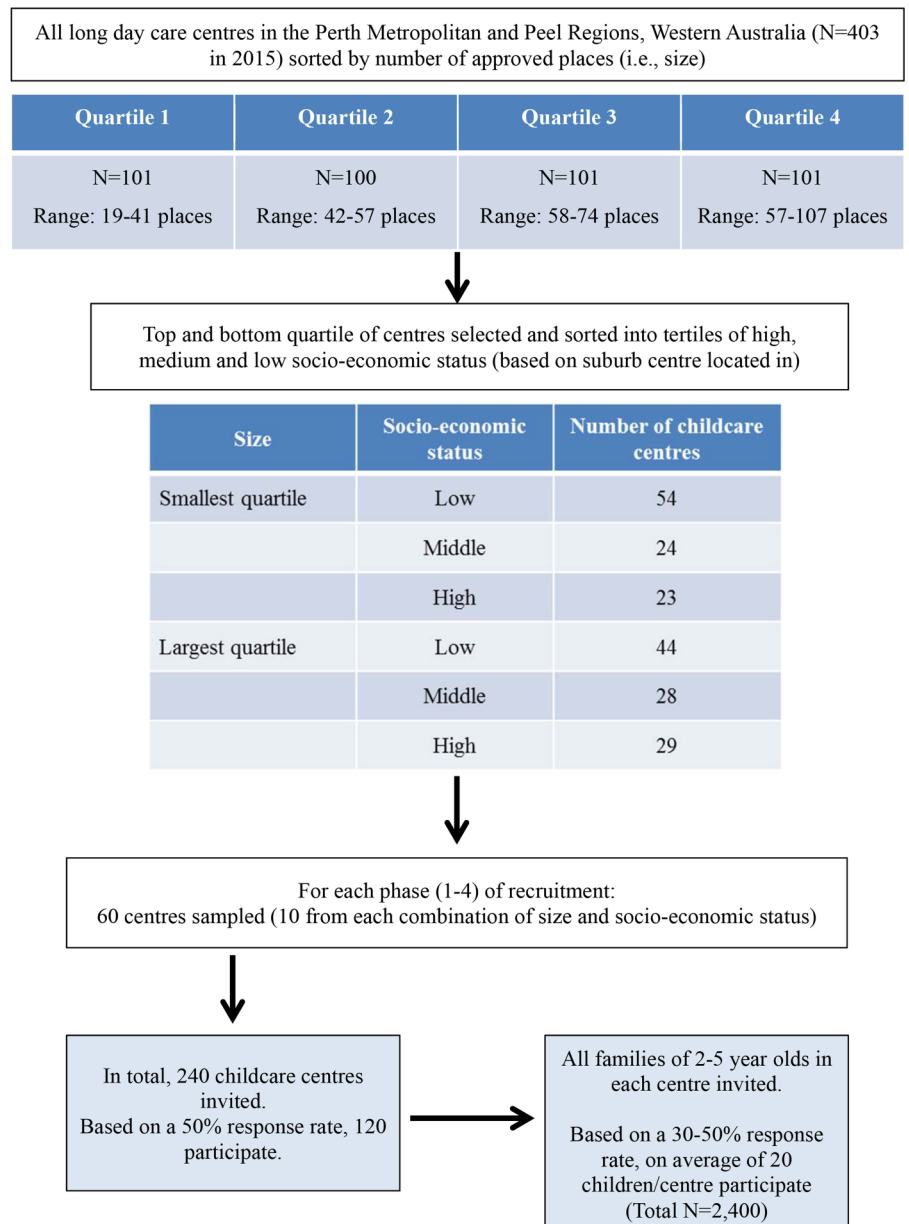 All long day care centres in the Perth Metropolitan and Peel Regions, Western Australia (N=403
in 2015) sorted by number of approved places (i.e., size)
Quartile 1
Quartile 2
Quartile 3
Quartile 4
N=101
Range: 19-41 places
N=100
Range: 42-57 places
N=101
Range: 58-74 places
N=101
Range: 57-107 places
Top and bottom quartile of centres selected and sorted into tertiles of high,
medium and low socio-economic status (based on suburb centre located in)
Size
Socio-economic
status
Number of childcare
centres
Smallest quartile
Low
54
Middle
24
High
23
Largest quartile
Low
44
Middle
28
High
29
For each phase (1-4) of recruitment:
60 centres sampled (10 from each combination of size and socio-economic status)
In total, 240 childcare centres
invited.
Based on a 50% response rate, 120
participate.
All families of 2-5 year olds in
each centre invited.
Based on a 30-50% response
rate, on average of 20
children/centre participate
(Total N=2,400)